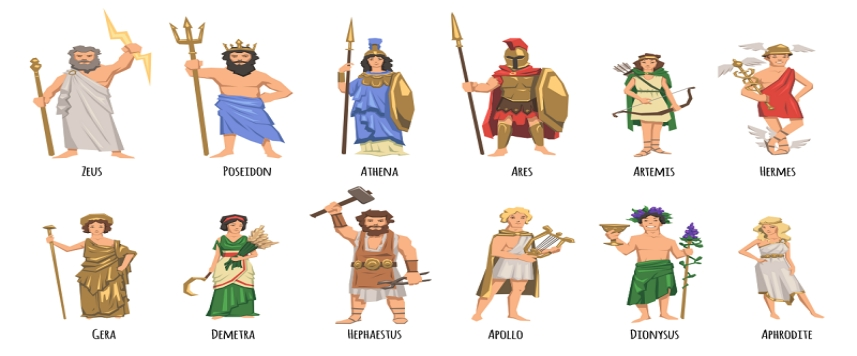 Zeus
Poseidon
Athena
Ares
Artemis
Hermes
Gera
Demetra
Hephaestus
Apollo
Dionysus
Aphrodite